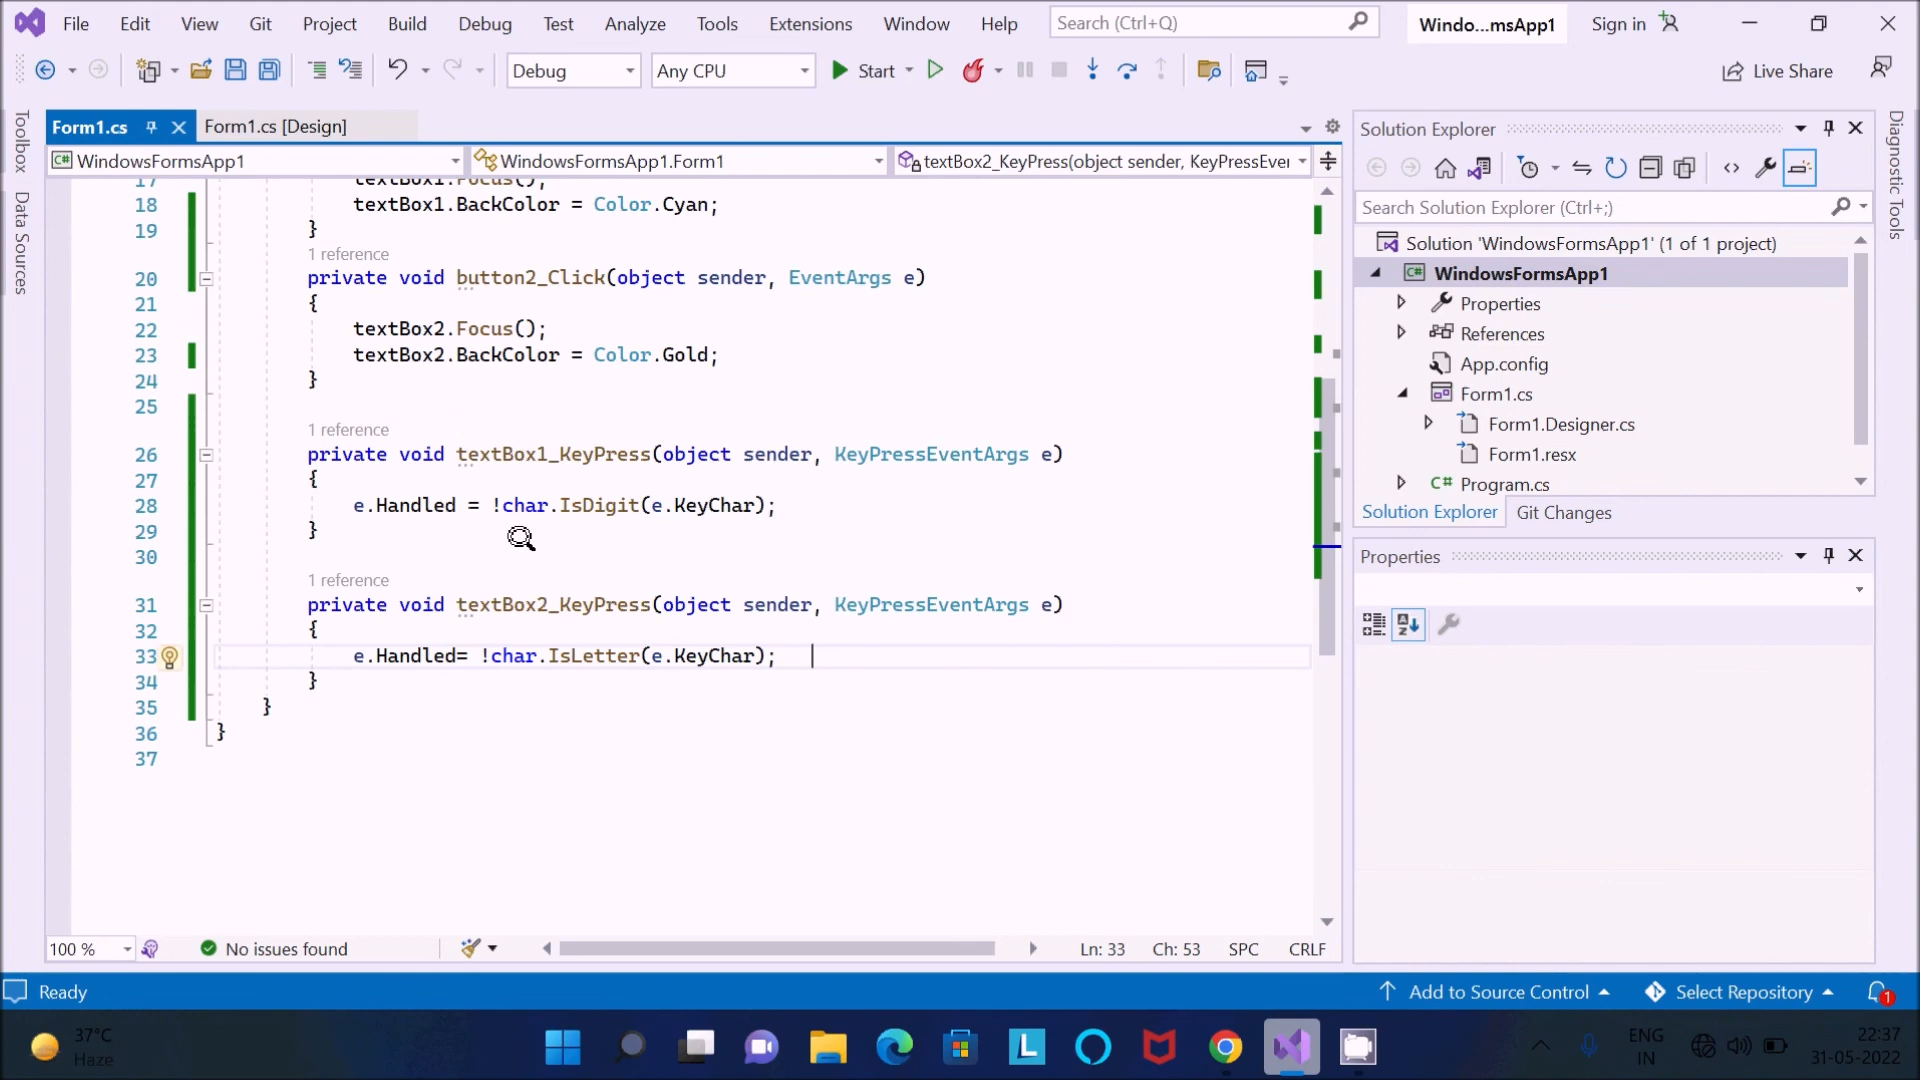 File Edit View Git Project Build Debug Test Analyze Tools Extensions Window Help Search (Ctrl+Q) Windo...msApp1 Sign in
Debug Any CPU Start Live Share
Toolbox
Data Sources
Form1.cs Form1.cs [Design]
WindowsFormsApp1 WindowsFormsApp1.Form1 textBox2_KeyPress(object sender, KeyPressEve
17 textBox1.Focus();
18 textBox1.BackColor = Color.Cyan;
19 }
1 reference
20 private void button2_Click(object sender, EventArgs e)
21 {
22 textBox2.Focus();
23 textBox2.BackColor = Color.Gold;
24 }
25
1 reference
26 private void textBox1_KeyPress(object sender, KeyPressEventArgs e)
27 {
28 e.Handled = !char.IsDigit(e.KeyChar);
29 }
30
1 reference
31 private void textBox2_KeyPress(object sender, KeyPressEventArgs e)
32 {
33 e.Handled= !char.IsLetter(e.KeyChar);
34 }
35 }
36 }
37
100 % No issues found Ln: 33 Ch: 53 SPC CRLF
Solution Explorer
Search Solution Explorer (Ctrl+;)
Solution 'WindowsFormsApp1' (1 of 1 project)
C# WindowsFormsApp1
Properties
References
App.config
Form1.cs
Form1.Designer.cs
Form1.resx
C# Program.cs
Solution Explorer Git Changes
Properties
Diagnostic Tools
Ready Add to Source Control Select Repository 1
37°C
Haze
ENG
IN
22:37
31-05-2022